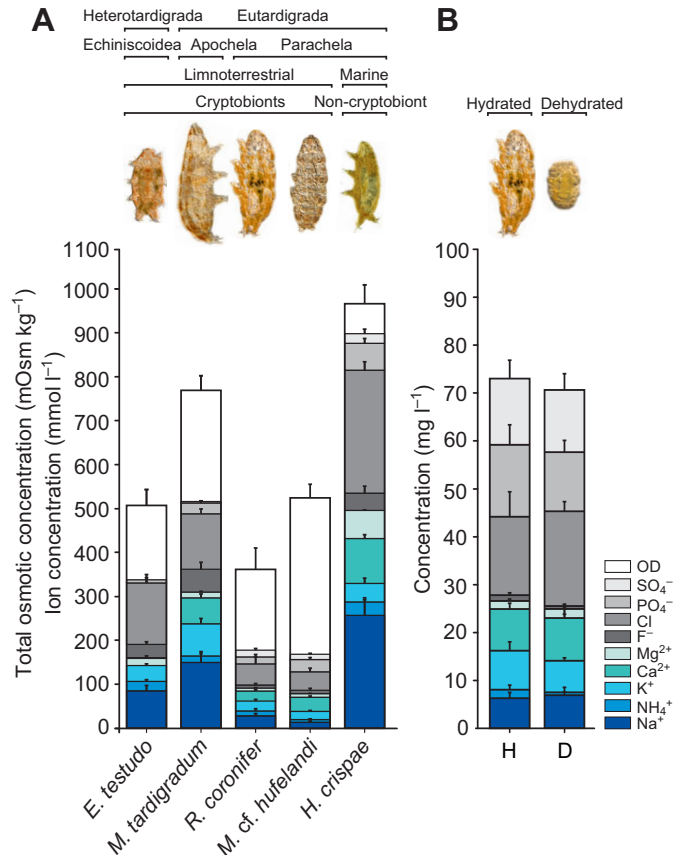 A
Heterotardigrada Eutardigrada
Echiniscoidea Apochela Parachela
Limnoterrestrial Marine
Cryptobionts Non-cryptobiont
Total osmotic concentration (mOsm kg⁻¹)
Ion concentration (mmol l⁻¹)
1100
1000
900
800
700
600
500
400
300
200
100
0
E. testudo
M. tardigradum
R. coronifer
M. cf. hufelandi
H. crispae
B
Hydrated Dehydrated
Concentration (mg l⁻¹)
100
90
80
70
60
50
40
30
20
10
0
H D
OD
SO₄⁻
PO₄⁻
Cl
F⁻
Mg²⁺
Ca²⁺
K⁺
NH₄⁺
Na⁺